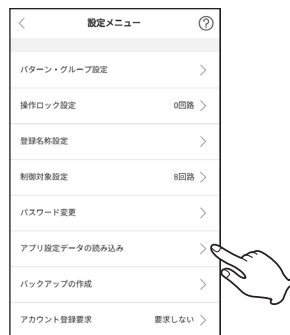 設定メニュー ?
パターン・グループ設定
操作ロック設定 0回路
登録名称設定
制御対象設定 8回路
パスワード変更
アプリ設定データの読み込み
バックアップの作成
アカウント登録要求 要求しない